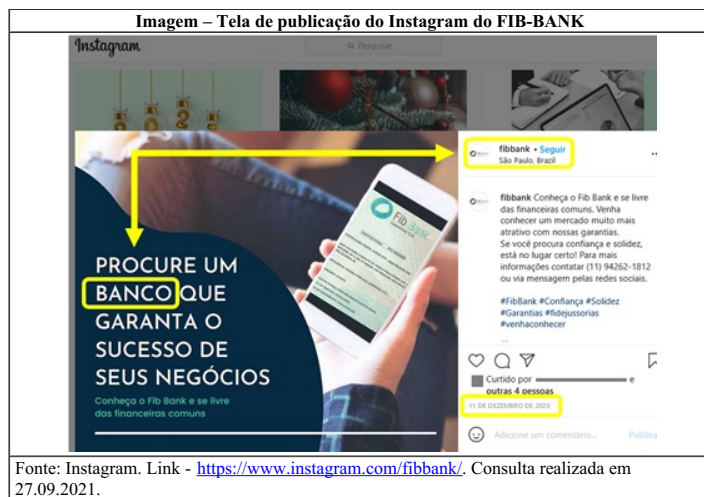 Imagem – Tela de publicação do Instagram do FIB-BANK
Instagram
Pesquisar
fibbank • Seguir
São Paulo, Brazil
fibbank Conheça o Fib Bank e se livre
das financeiras comuns. Venha
conhecer um mercado muito mais
atrativo com nossas garantias.
Se você procura confiança e solidez,
está no lugar certo! Para mais
informações contatar (11) 94262-1812
ou via mensagem pelas redes sociais.
#FibBank #Confiança #Solidez
#Garantias #fidejussorias
#venhaconhecer
Fib Bank
PROCURE UM
BANCO QUE
GARANTA O
SUCESSO DE
SEUS NEGÓCIOS
Conheça o Fib Bank e se livre
das financeiras comuns
Curtido por e
outras 4 pessoas
11 DE DEZEMBRO DE 2020
Adicione um comentário... Publica
Fonte: Instagram. Link - https://www.instagram.com/fibbank/. Consulta realizada em
27.09.2021.